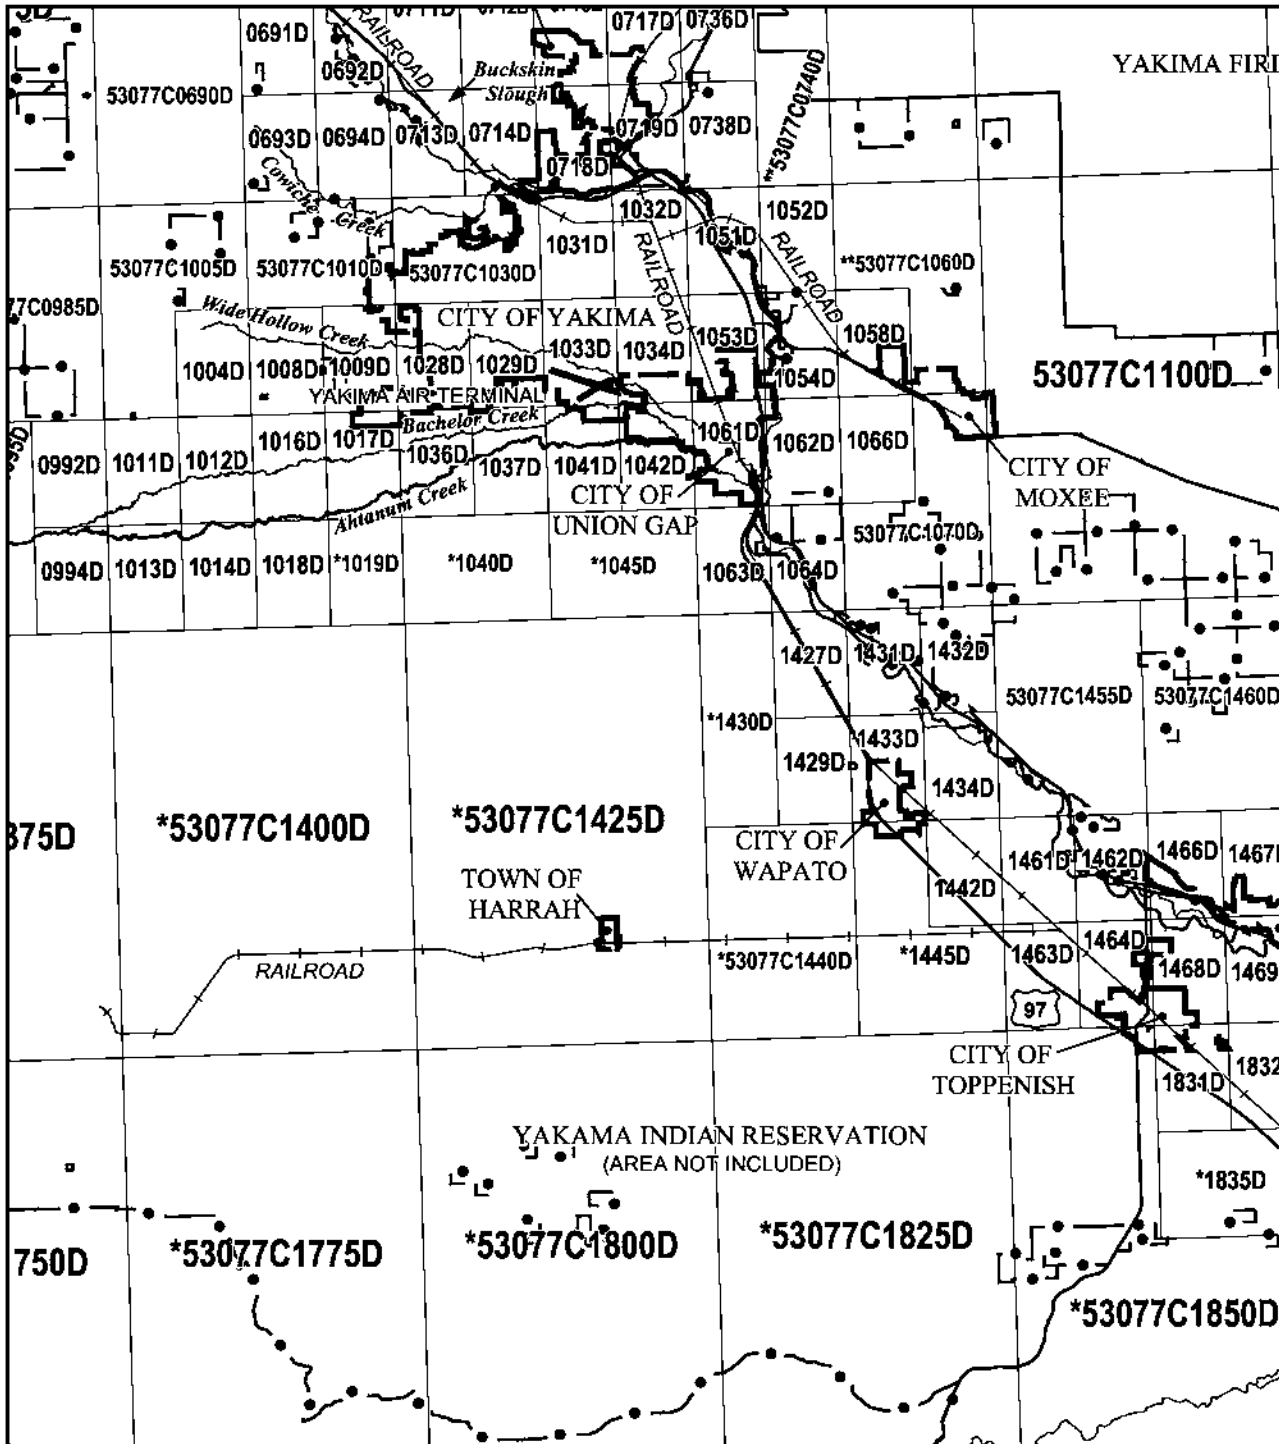 0717D
0736D
0691D
RAILROAD
0692D
Buckskin
Slough
YAKIMA
53077C0690D
**53077C0740D
0693D
0694D
0713D
0714D
0719D
0738D
0718D
Cowiche Creek
1032D
1052D
1031D
1051D
53077C1005D
53077C1010D
53077C1030D
RAILROAD
RAILROAD
**53077C1060D
77C0985D
Wide Hollow Creek
CITY OF YAKIMA
1033D
1034D
1053D
1058D
1004D
1008D
1009D
1028D
1029D
1054D
53077C1100D
YAKIMA AIR TERMINAL
Bachelor Creek
1016D
1017D
1036D
1061D
1062D
1066D
0992D
1011D
1012D
1037D
1041D
1042D
CITY OF
MOXEE
Ahtanum Creek
CITY OF
UNION GAP
53077C1070D
0994D
1013D
1014D
1018D
*1019D
*1040D
*1045D
1063D
1064D
1427D
1431D
1432D
53077C1455D
53077C1460D
*1430D
1433D
1429D
1434D
375D
*53077C1400D
*53077C1425D
CITY OF
WAPATO
1461D
1462D
1466D
1467D
TOWN OF
HARRAH
1442D
RAILROAD
*53077C1440D
*1445D
1463D
1464D
1468D
1469
97
CITY OF
TOPPENISH
1831D
1832
YAKAMA INDIAN RESERVATION
(AREA NOT INCLUDED)
*1835D
750D
*53077C1775D
*53077C1800D
*53077C1825D
*53077C1850D